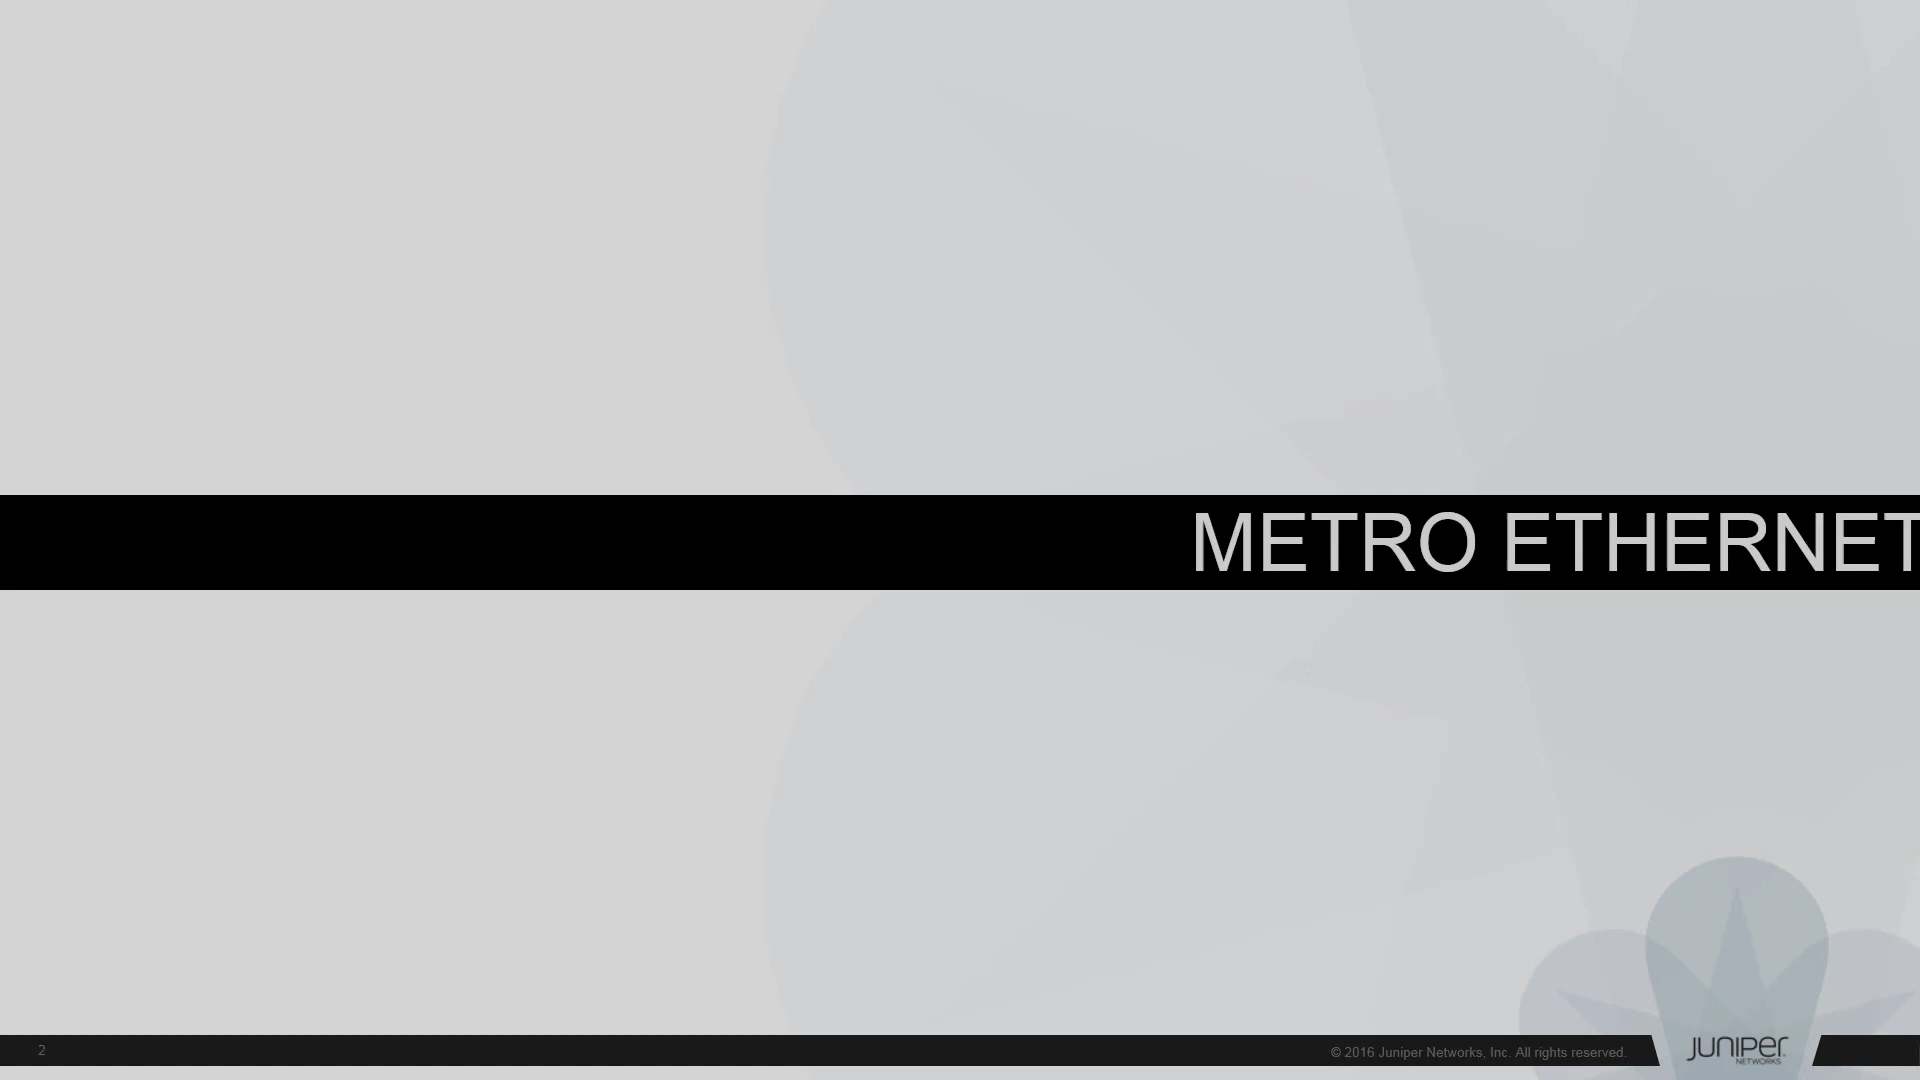 METRO ETHERNET
2
© 2016 Juniper Networks, Inc. All rights reserved.
JUNIPEr
NETWORKS